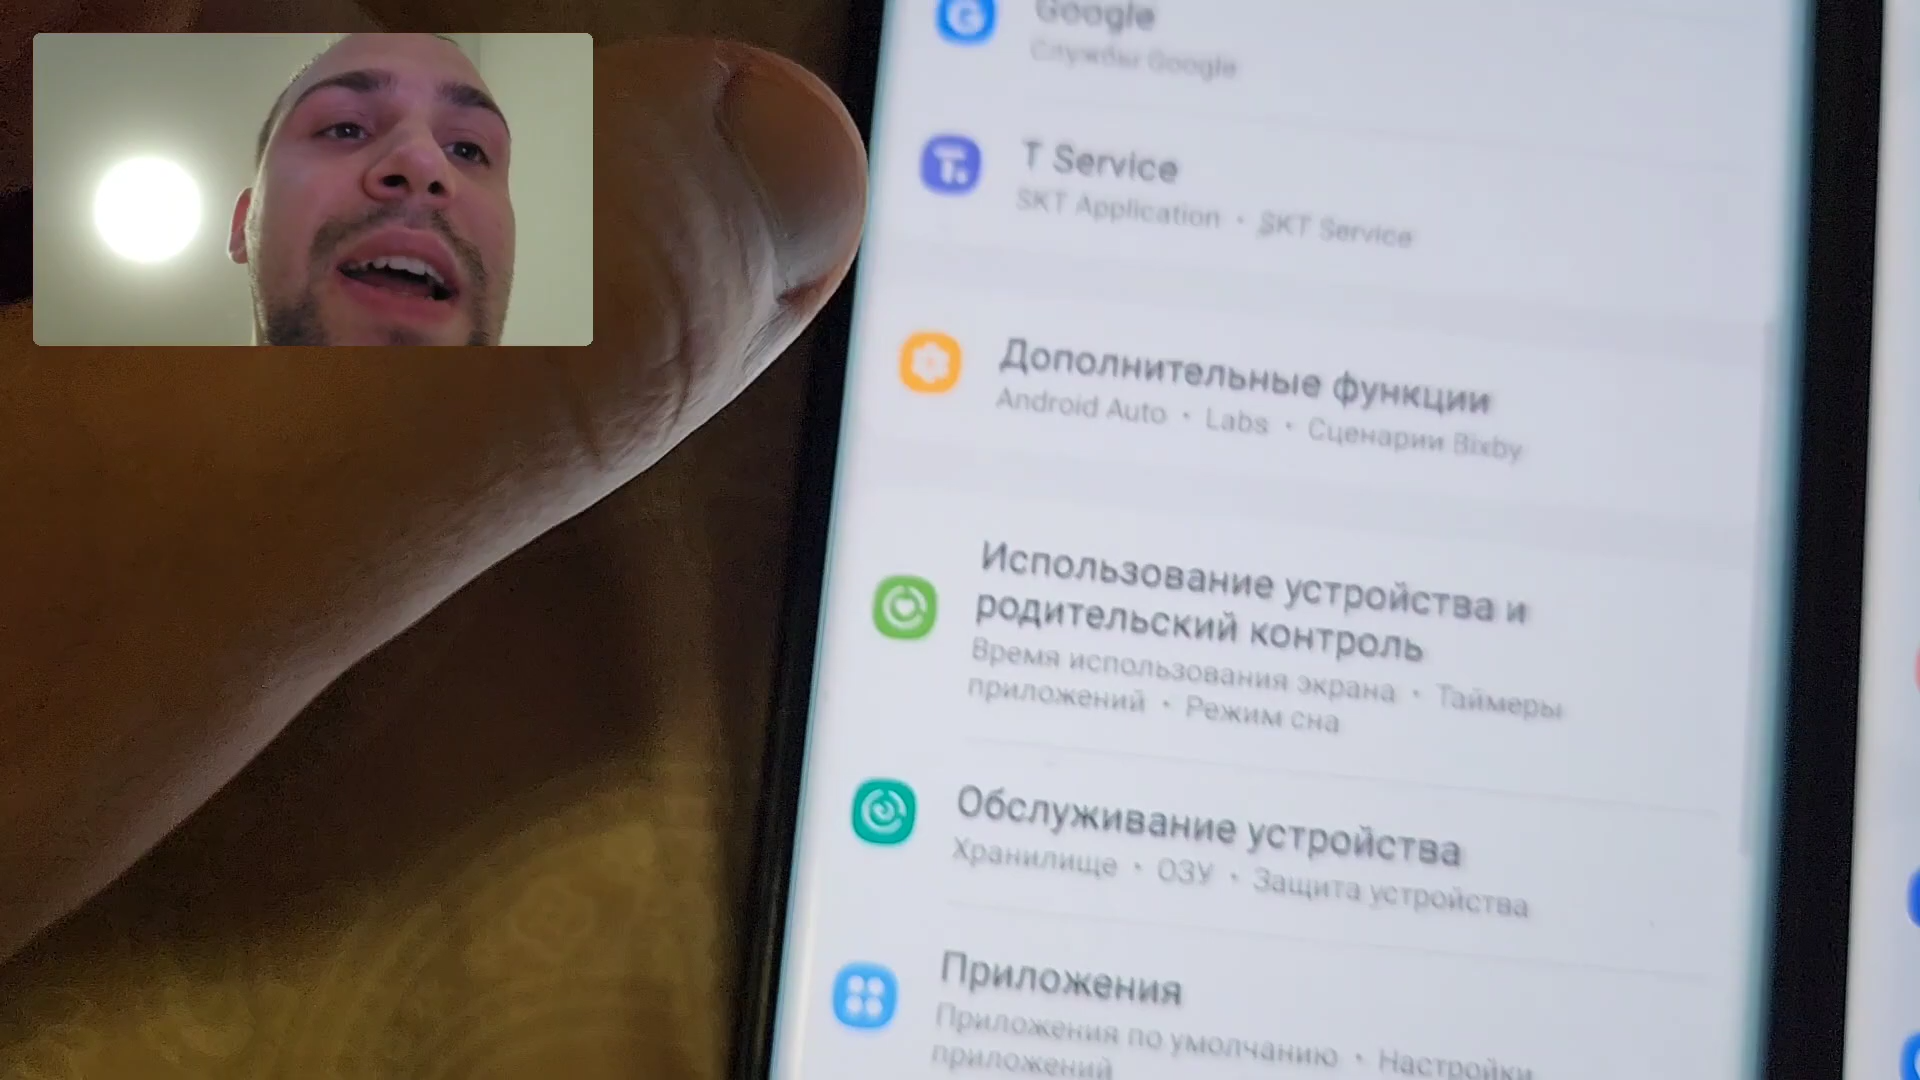 Google
Службы Google
T Service
SKT Application • SKT Service
Дополнительные функции
Android Auto • Labs • Сценарии Bixby
Использование устройства и
родительский контроль
Время использования экрана • Таймеры
приложений • Режим сна
Обслуживание устройства
Хранилище • ОЗУ • Защита устройства
Приложения
Приложения по умолчанию • Настройки
приложений